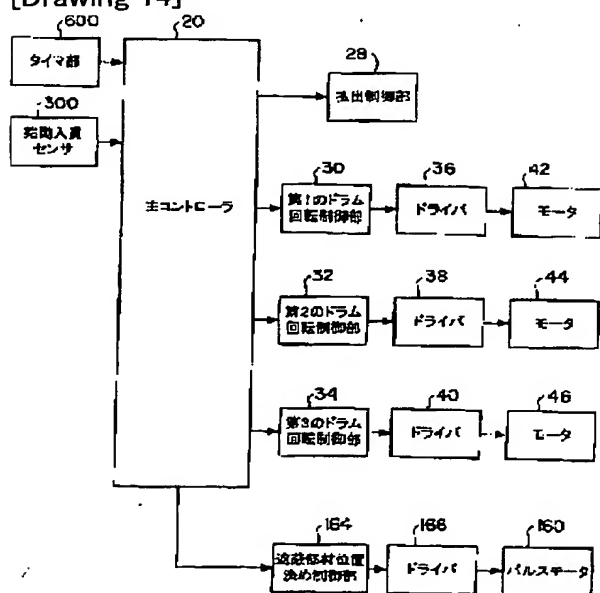 [Drawing 14]
600
20
タイマ部
300
始動入賞
センサ
主コントローラ
28
払出制御部
30
36
42
第1のドラム
回転制御部
ドライバ
モータ
32
38
44
第2のドラム
回転制御部
ドライバ
モータ
34
40
46
第3のドラム
回転制御部
ドライバ
モータ
164
166
160
遮蔽部材位置
決め制御部
ドライバ
パルスモータ